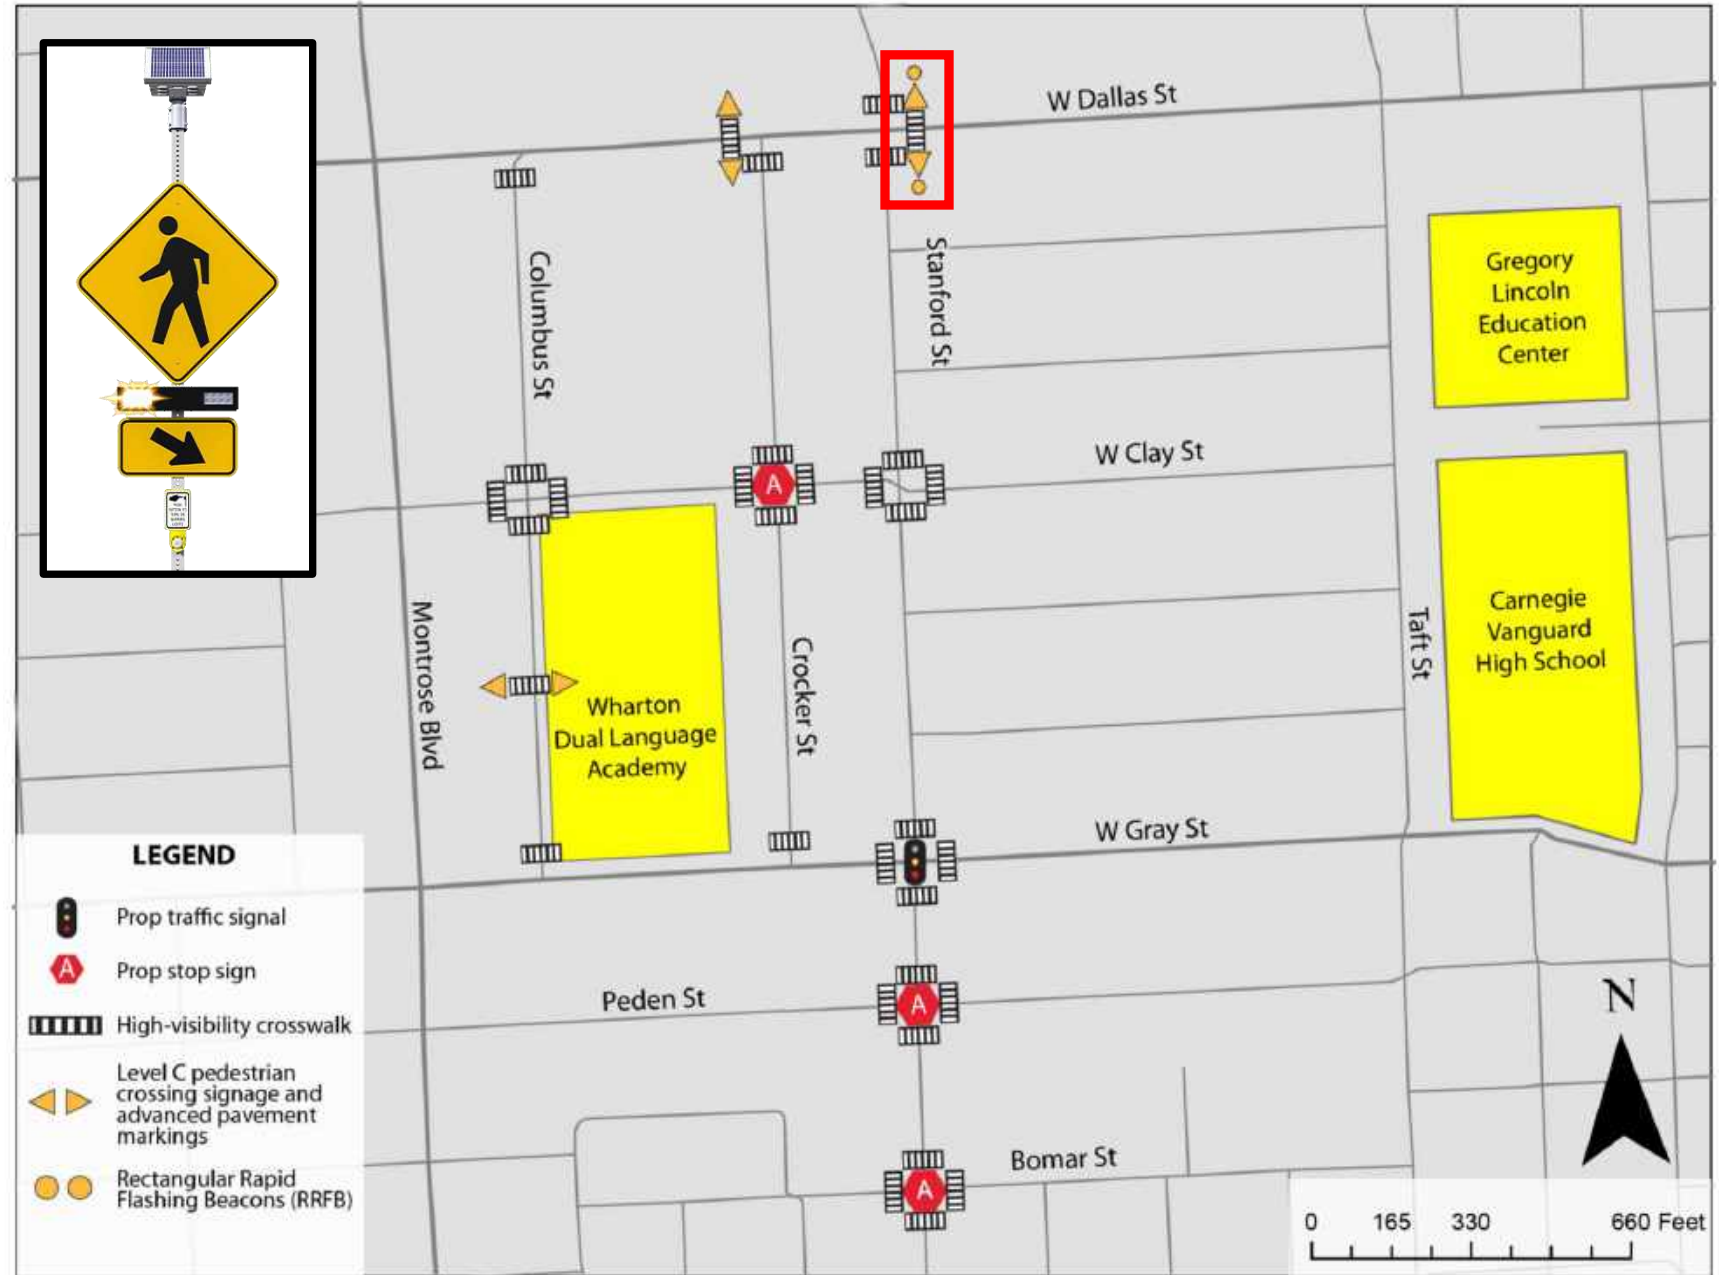 W Dallas St
Columbus St
Stanford St
Gregory
Lincoln
Education
Center
W Clay St
A
Montrose Blvd
Crocker St
Taft St
Carnegie
Vanguard
High School
Wharton
Dual Language
Academy
W Gray St
LEGEND
Prop traffic signal
A
Prop stop sign
High-visibility crosswalk
Level C pedestrian
crossing signage and
advanced pavement
markings
Rectangular Rapid
Flashing Beacons (RRFB)
Peden St
A
N
Bomar St
A
0 165 330 660 Feet